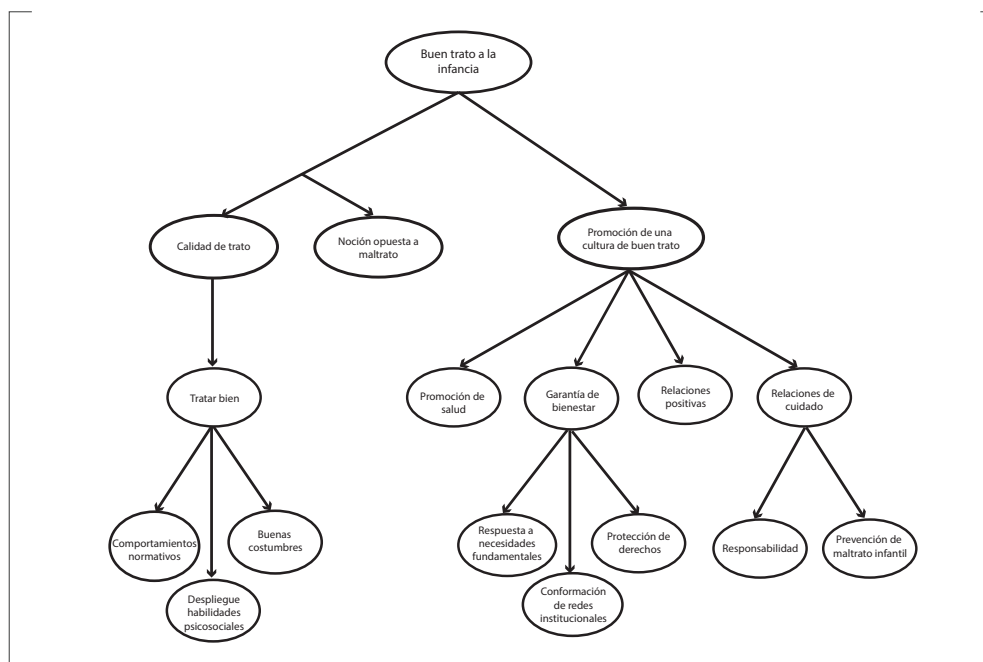 Buen trato a la
infancia
Calidad de trato
Noción opuesta a
maltrato
Promoción de una
cultura de buen trato
Tratar bien
Promoción de
salud
Garantía de
bienestar
Relaciones
positivas
Relaciones de
cuidado
Comportamientos
normativos
Despliegue
habilidades
psicosociales
Buenas
costumbres
Respuesta a
necesidades
fundamentales
Conformación
de redes
institucionales
Protección de
derechos
Responsabilidad
Prevención de
maltrato infantil